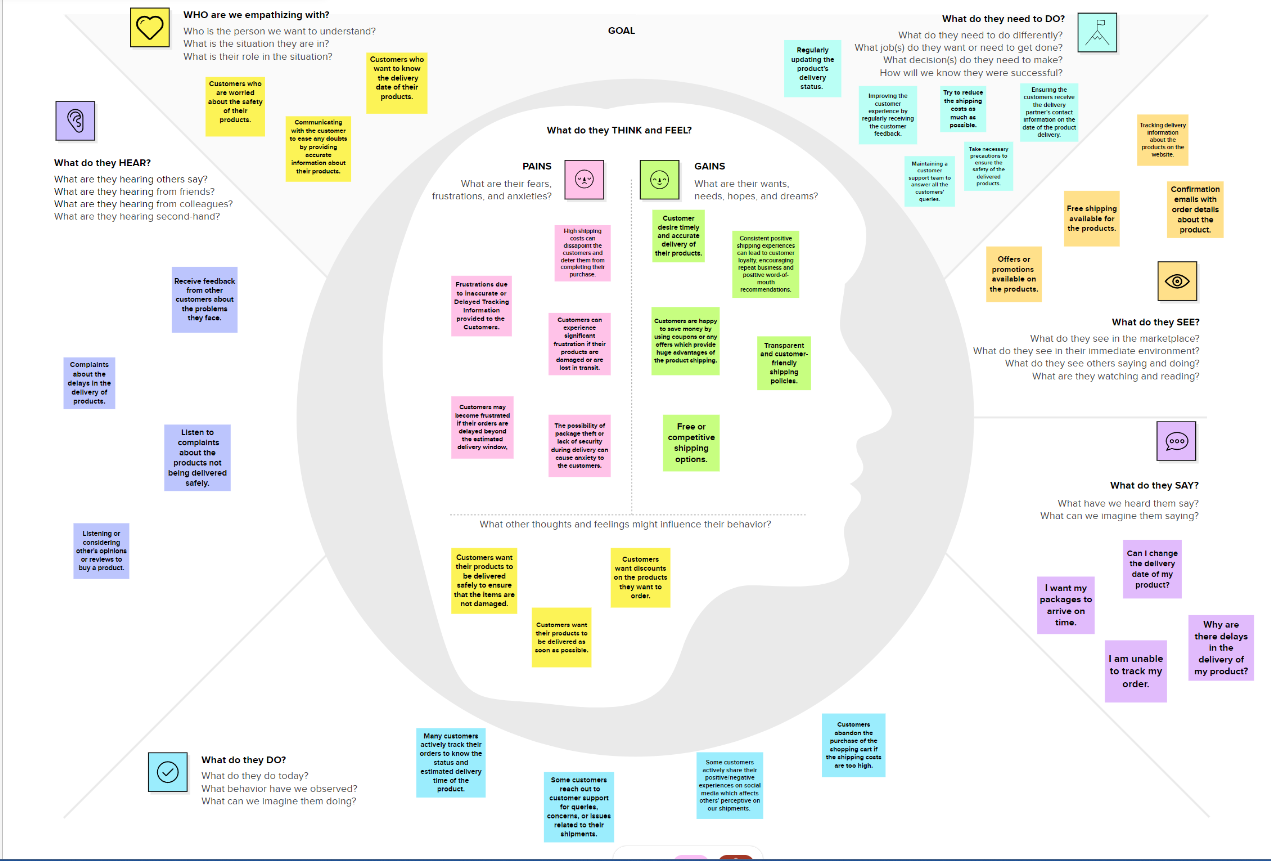 GOAL
WHO are we empathizing with?
Who is the person we want to understand?
What is the situation they are in?
What is their role in the situation?
Customers who
are worried
about the safety
of their
products.
Communicating
with the customer
to ease any doubts
by providing
accurate
information about
their products.
Customers who
want to know
the delivery
date of their
products.
What do they need to DO?
What do they need to do differently?
What job(s) do they want or need to get done?
What decision(s) do they need to make?
How will we know they were successful?
Regularly
updating the
product's
delivery
status.
Improving the
customer
experience by
regularly receiving
the customer
feedback.
Try to reduce
the shipping
costs as
much as
possible.
Ensuring the
customers receive
the delivery
partner's contact
information on the
date of the product
delivery.
Maintaining a
customer
support team to
answer all the
customers'
queries.
Take necessary
precautions to
ensure the
safety of the
delivered
products.
What do they HEAR?
What are they hearing others say?
What are they hearing from friends?
What are they hearing from colleagues?
What are they hearing second-hand?
Receive feedback
from other
customers about
the problems
they face.
Complaints
about the
delays in the
delivery of
products.
Listen to
complaints
about the
products not
being delivered
safely.
Listening or
considering
other's opinions
or reviews to
buy a product.
What do they THINK and FEEL?
PAINS
What are their fears,
frustrations, and anxieties?
High shipping
costs can
dissapoint the
customers and
deter them from
completing their
purchase.
Frustrations due
to inaccurate or
Delayed Tracking
Information
provided to the
Customers.
Customers can
experience
significant
frustration if their
products are
damaged or are
lost in transit.
Customers may
become frustrated
if their orders are
delayed beyond
the estimated
delivery window,
The possibility of
package theft or
lack of security
during delivery can
cause anxiety to
the customers.
GAINS
What are their wants,
needs, hopes, and dreams?
Customer
desire timely
and accurate
delivery of
their products.
Consistent positive
shipping experiences
can lead to customer
loyalty, encouraging
repeat business and
positive word-of-
mouth
recommendations.
Customers are happy
to save money by
using coupons or any
offers which provide
huge advantages of
the product shipping.
Transparent
and customer-
friendly
shipping
policies.
Free or
competitive
shipping
options.
What other thoughts and feelings might influence their behavior?
Customers want
their products to
be delivered
safely to ensure
that the items are
not damaged.
Customers want
their products to
be delivered as
soon as possible.
Customers
want discounts
on the products
they want to
order.
Tracking delivery
information
about the
products on the
website.
Free shipping
available for
the products.
Confirmation
emails with
order details
about the
product.
Offers or
promotions
available on
the products.
What do they SEE?
What do they see in the marketplace?
What do they see in their immediate environment?
What do they see others saying and doing?
What are they watching and reading?
What do they SAY?
What have we heard them say?
What can we imagine them saying?
Can I change
the delivery
date of my
product?
I want my
packages to
arrive on
time.
Why are
there delays
in the
delivery of
my product?
I am unable
to track my
order.
What do they DO?
What do they do today?
What behavior have we observed?
What can we imagine them doing?
Many customers
actively track their
orders to know the
status and
estimated delivery
time of the
product.
Some customers
reach out to
customer support
for queries,
concerns, or issues
related to their
shipments.
Some customers
actively share their
positive/negative
experiences on social
media which affects
others' perceptive on
our shipments.
Customers
abandon the
purchase of the
shopping cart if
the shipping costs
are too high.